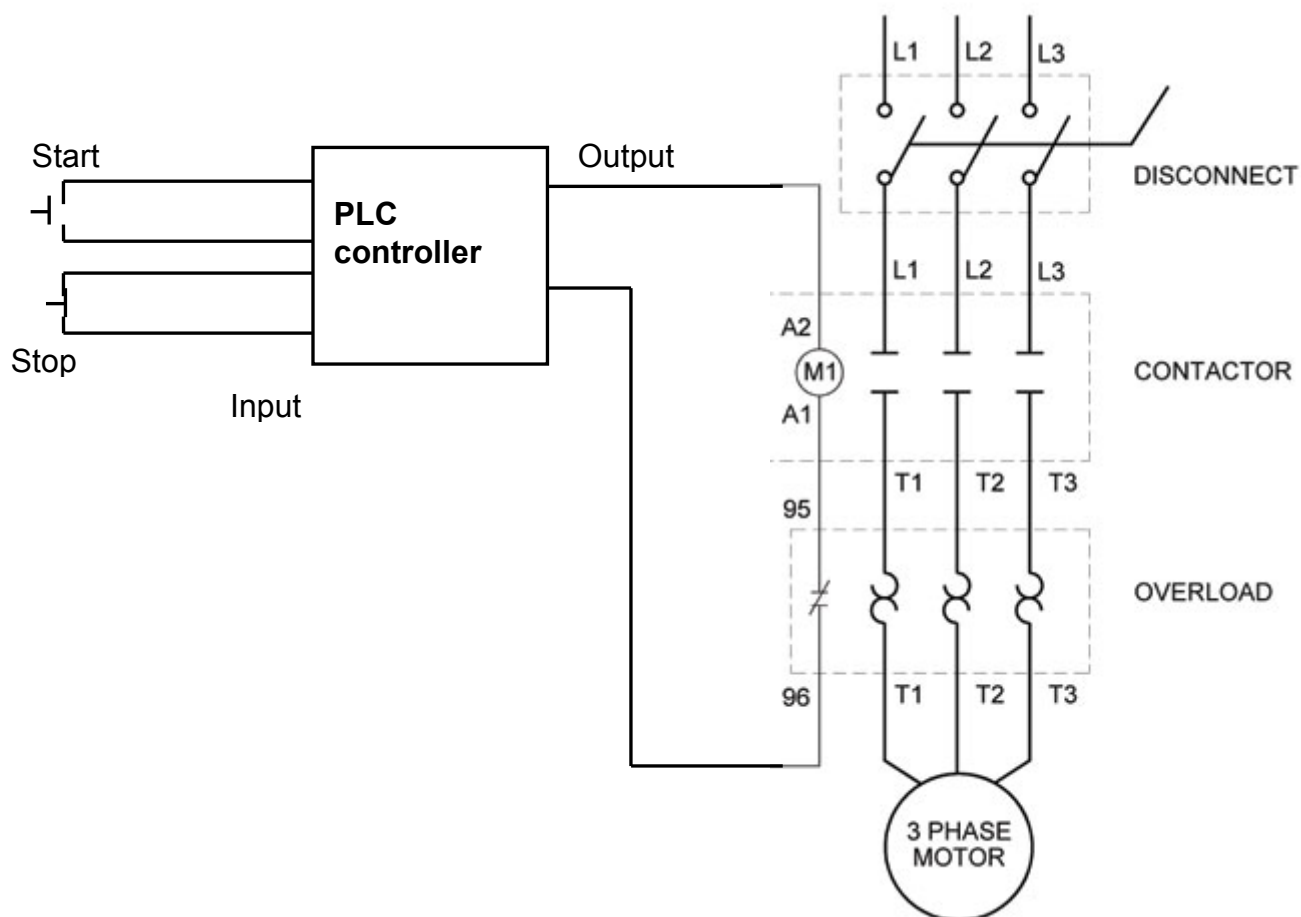 L1 L2 L3
Start
Output
DISCONNECT
PLC
controller
Stop
Input
L1 L2 L3
A2
M1
CONTACTOR
A1
T1 T2 T3
95
OVERLOAD
96
T1 T2 T3
3 PHASE
MOTOR